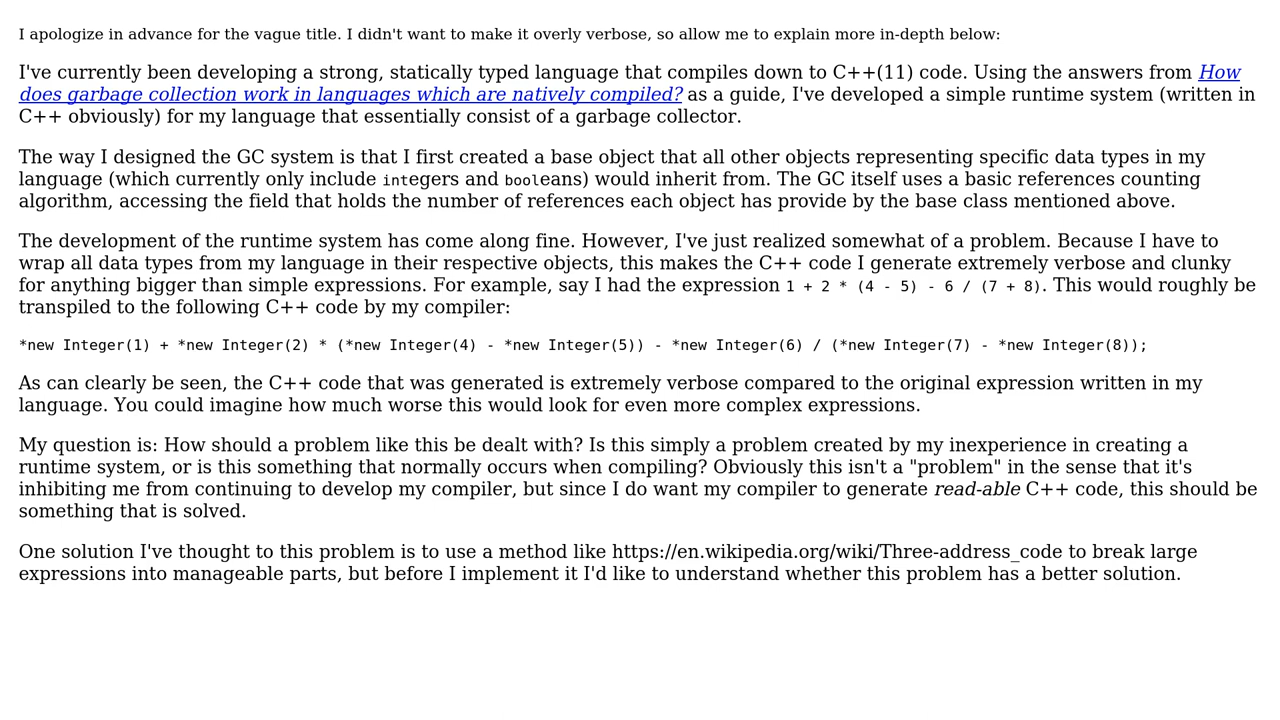 I apologize in advance for the vague title. I didn't want to make it overly verbose, so allow me to explain more in-depth below:
I've currently been developing a strong, statically typed language that compiles down to C++(11) code. Using the answers from How
does garbage collection work in languages which are natively compiled? as a guide, I've developed a simple runtime system (written in
C++ obviously) for my language that essentially consist of a garbage collector.
The way I designed the GC system is that I first created a base object that all other objects representing specific data types in my
language (which currently only include integers and booleans) would inherit from. The GC itself uses a basic references counting
algorithm, accessing the field that holds the number of references each object has provide by the base class mentioned above.
The development of the runtime system has come along fine. However, I've just realized somewhat of a problem. Because I have to
wrap all data types from my language in their respective objects, this makes the C++ code I generate extremely verbose and clunky
for anything bigger than simple expressions. For example, say I had the expression 1 + 2 * (4 - 5) - 6 / (7 + 8). This would roughly be
transpiled to the following C++ code by my compiler:
*new Integer(1) + *new Integer(2) * (*new Integer(4) - *new Integer(5)) - *new Integer(6) / (*new Integer(7) - *new Integer(8));
As can clearly be seen, the C++ code that was generated is extremely verbose compared to the original expression written in my
language. You could imagine how much worse this would look for even more complex expressions.
My question is: How should a problem like this be dealt with? Is this simply a problem created by my inexperience in creating a
runtime system, or is this something that normally occurs when compiling? Obviously this isn't a "problem" in the sense that it's
inhibiting me from continuing to develop my compiler, but since I do want my compiler to generate read-able C++ code, this should be
something that is solved.
One solution I've thought to this problem is to use a method like https://en.wikipedia.org/wiki/Three-address_code to break large
expressions into manageable parts, but before I implement it I'd like to understand whether this problem has a better solution.